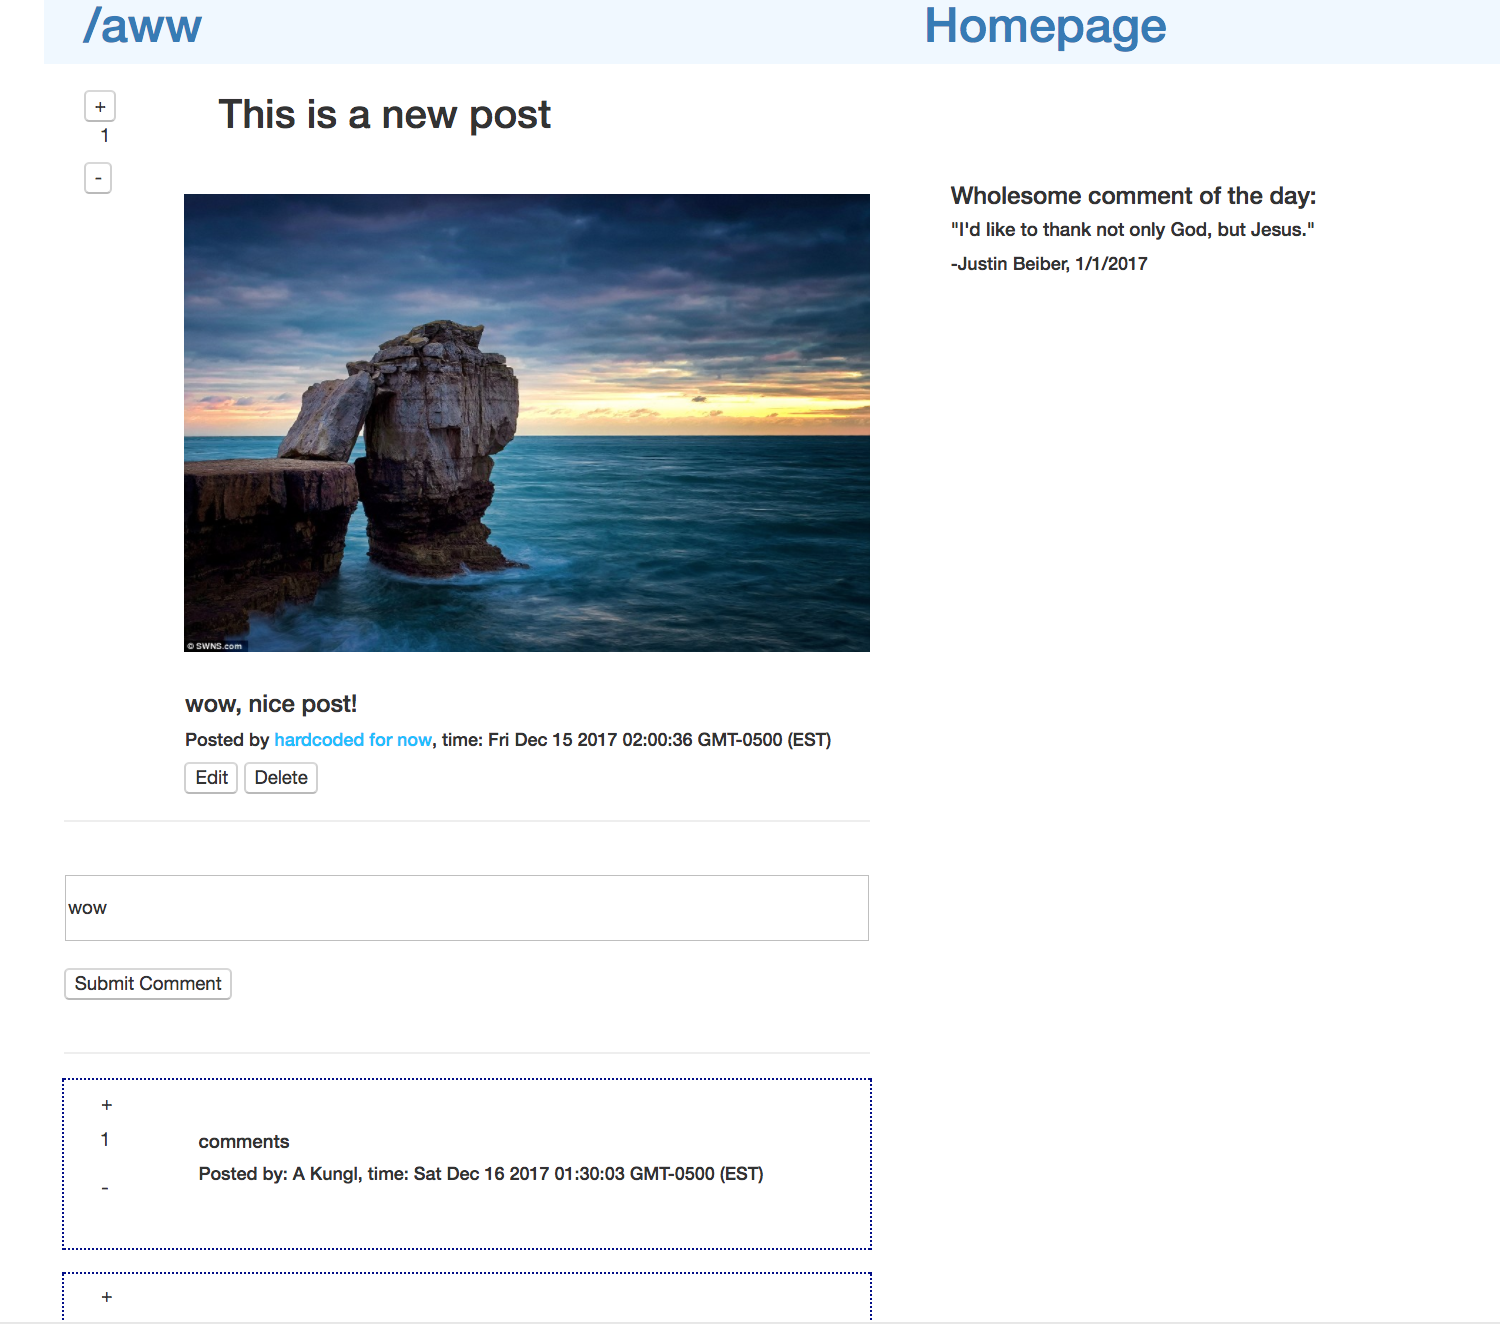 /aww
Homepage
+
1
-
This is a new post
Wholesome comment of the day:
"I'd like to thank not only God, but Jesus."
-Justin Beiber, 1/1/2017
© SWNS.com
wow, nice post!
Posted by hardcoded for now, time: Fri Dec 15 2017 02:00:36 GMT-0500 (EST)
Edit Delete
wow
Submit Comment
+
1
-
comments
Posted by: A Kungl, time: Sat Dec 16 2017 01:30:03 GMT-0500 (EST)
+